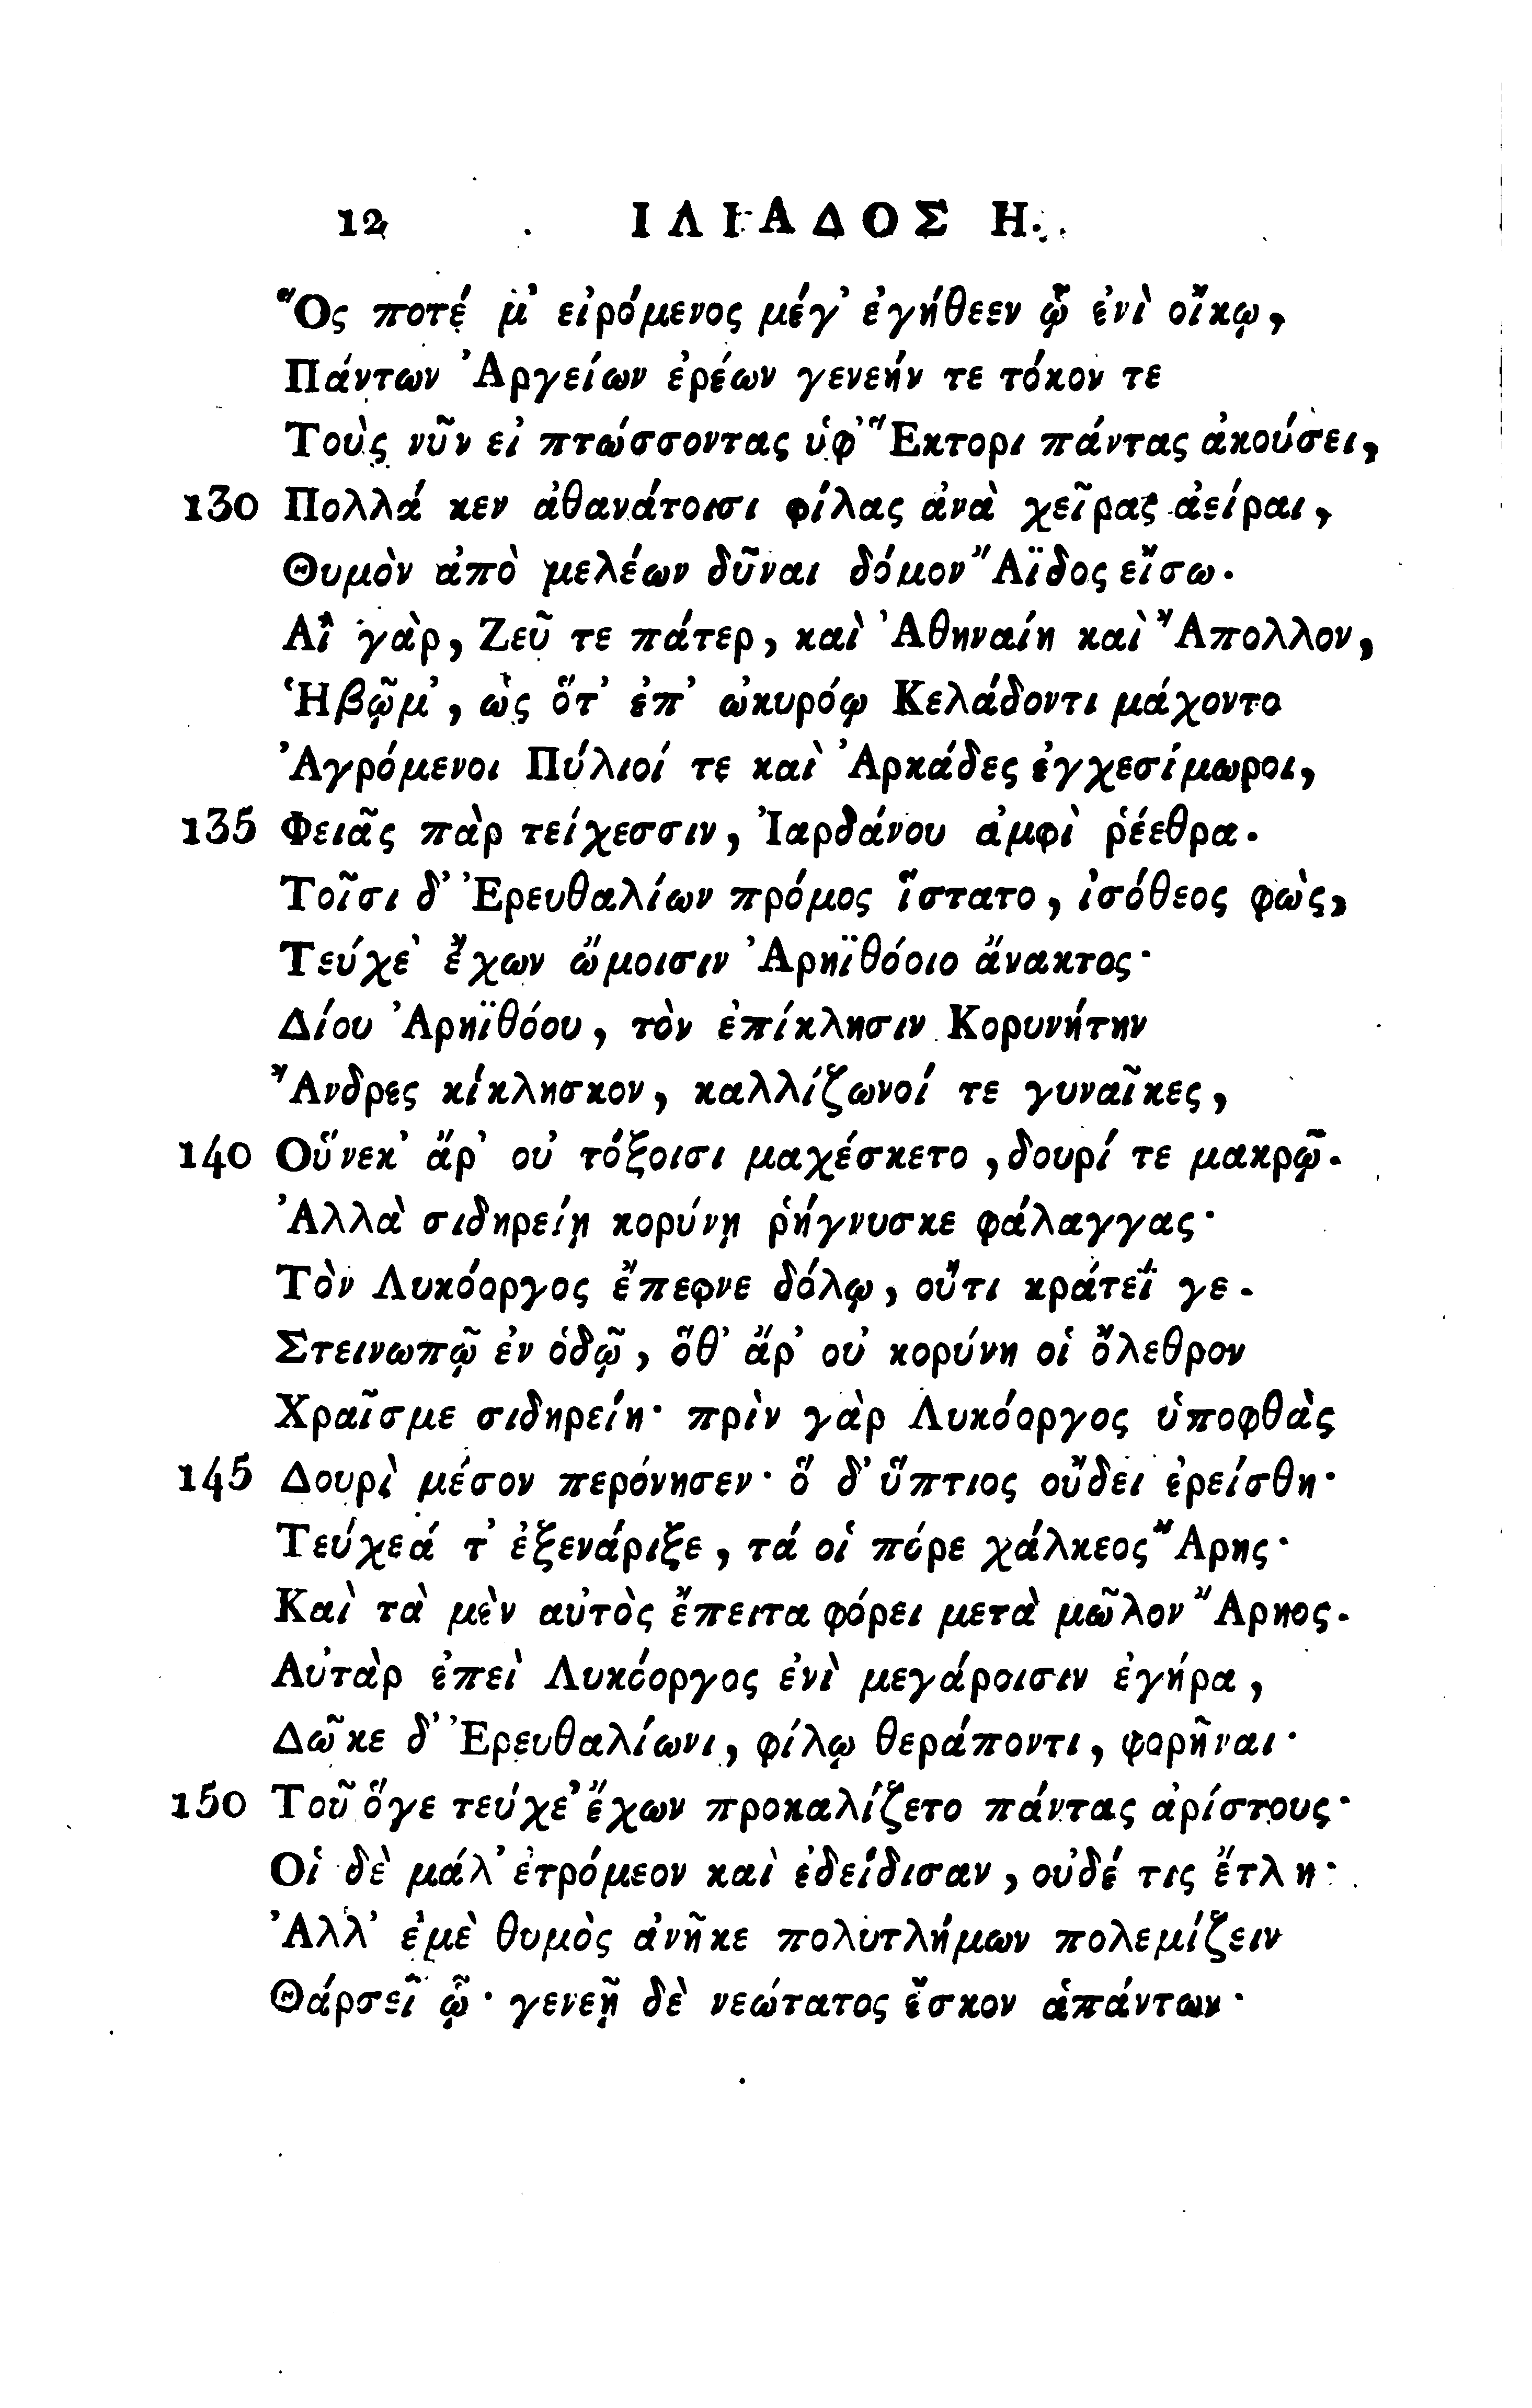 12 ΙΛΙΑΔΟΣ Η.
Ὅς ποτέ μ' εἰρόμενος μέγ' ἐγήθεεν ᾧ ἐνὶ οἴκῳ,
Πάντων Ἀργείων ἐρέων γενεήν τε τόκον τε
Τοὺς νῦν εἰ πτώσσοντας ὑφ' Ἕκτορι πάντας ἀκούσει,
130 Πολλά κεν ἀθανάτοισι φίλας ἀνὰ χεῖρας ἀείραι,
Θυμὸν ἀπὸ μελέων δῦναι δόμον Ἄϊδος εἴσω.
Αἲ γὰρ, Ζεῦ τε πάτερ, καὶ Ἀθηναίη καὶ Ἄπολλον,
Ἡβῷμ', ὡς ὅτ' ἐπ' ὠκυρόῳ Κελάδοντι μάχοντο
Ἀγρόμενοι Πύλιοί τε καὶ Ἀρκάδες ἐγχεσίμωροι,
135 Φειᾶς πὰρ τείχεσσιν, Ἰαρδάνου ἀμφὶ ῥέεθρα.
Τοῖσι δ' Ἐρευθαλίων πρόμος ἵστατο, ἰσόθεος φὼς,
Τεύχε' ἔχων ὤμοισιν Ἀρηϊθόοιο ἄνακτος·
Δίου Ἀρηϊθόου, τὸν ἐπίκλησιν Κορυνήτην
Ἄνδρες κίκλησκον, καλλίζωνοί τε γυναῖκες,
140 Οὕνεκ' ἄρ' οὐ τόξοισι μαχέσκετο, δουρί τε μακρῷ.
Ἀλλὰ σιδηρείῃ κορύνῃ ῥήγνυσκε φάλαγγας·
Τὸν Λυκόοργος ἔπεφνε δόλῳ, οὔτι κράτεΐ γε.
Στεινωπῷ ἐν ὁδῷ, ὅθ' ἄρ' οὐ κορύνη οἱ ὄλεθρον
Χραῖσμε σιδηρείη· πρὶν γὰρ Λυκόοργος ὑποφθὰς
145 Δουρὶ μέσον περόνησεν· ὅ δ' ὕπτιος οὔδει ἐρείσθη·
Τεύχεά τ' ἐξενάριξε, τά οἱ πόρε χάλκεος Ἄρης·
Καὶ τὰ μὲν αὐτὸς ἔπειτα φόρει μετὰ μῶλον Ἄρηος.
Αὐτὰρ ἐπεὶ Λυκόοργος ἐνὶ μεγάροισιν ἐγήρα,
Δῶκε δ' Ἐρευθαλίωνι, φίλῳ θεράποντι, φορῆναι·
150 Τοῦ ὅγε τεύχε' ἔχων προκαλίζετο πάντας ἀρίστους·
Οἱ δὲ μάλ' ἐτρόμεον καὶ ἐδείδισαν, οὐδέ τις ἔτλη·
Ἀλλ' ἐμὲ θυμὸς ἀνῆκε πολυτλήμων πολεμίζειν
Θάρσεϊ ᾧ· γενεῇ δὲ νεώτατος ἔσκον ἁπάντων·